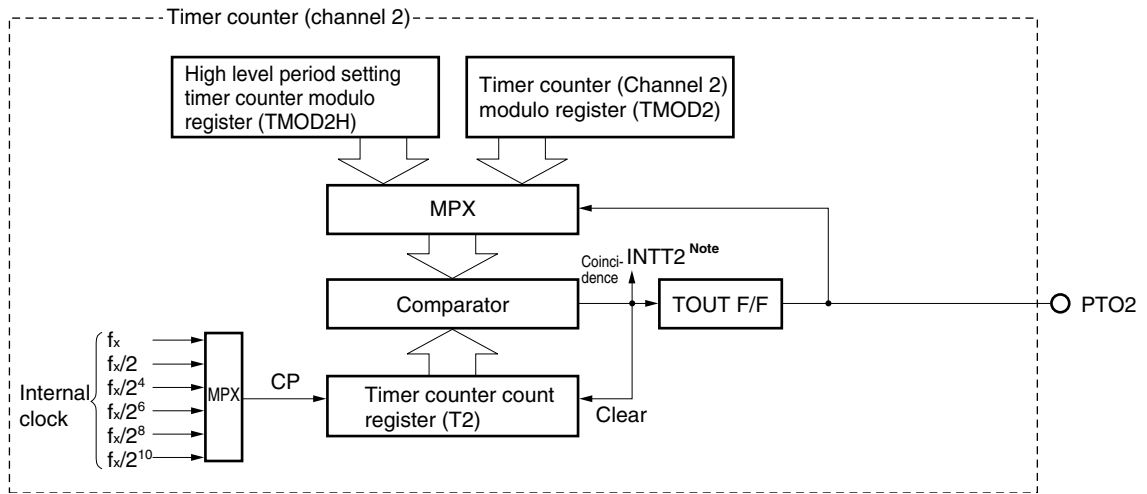 Timer counter (channel 2)
High level period setting
timer counter modulo
register (TMOD2H)
Timer counter (Channel 2)
modulo register (TMOD2)
MPX
Coinci-
dence
INTT2 Note
Comparator
TOUT F/F
PTO2
Internal
clock
fx
fx/2
fx/2⁴
fx/2⁶
fx/2⁸
fx/2¹⁰
MPX
CP
Timer counter count
register (T2)
Clear